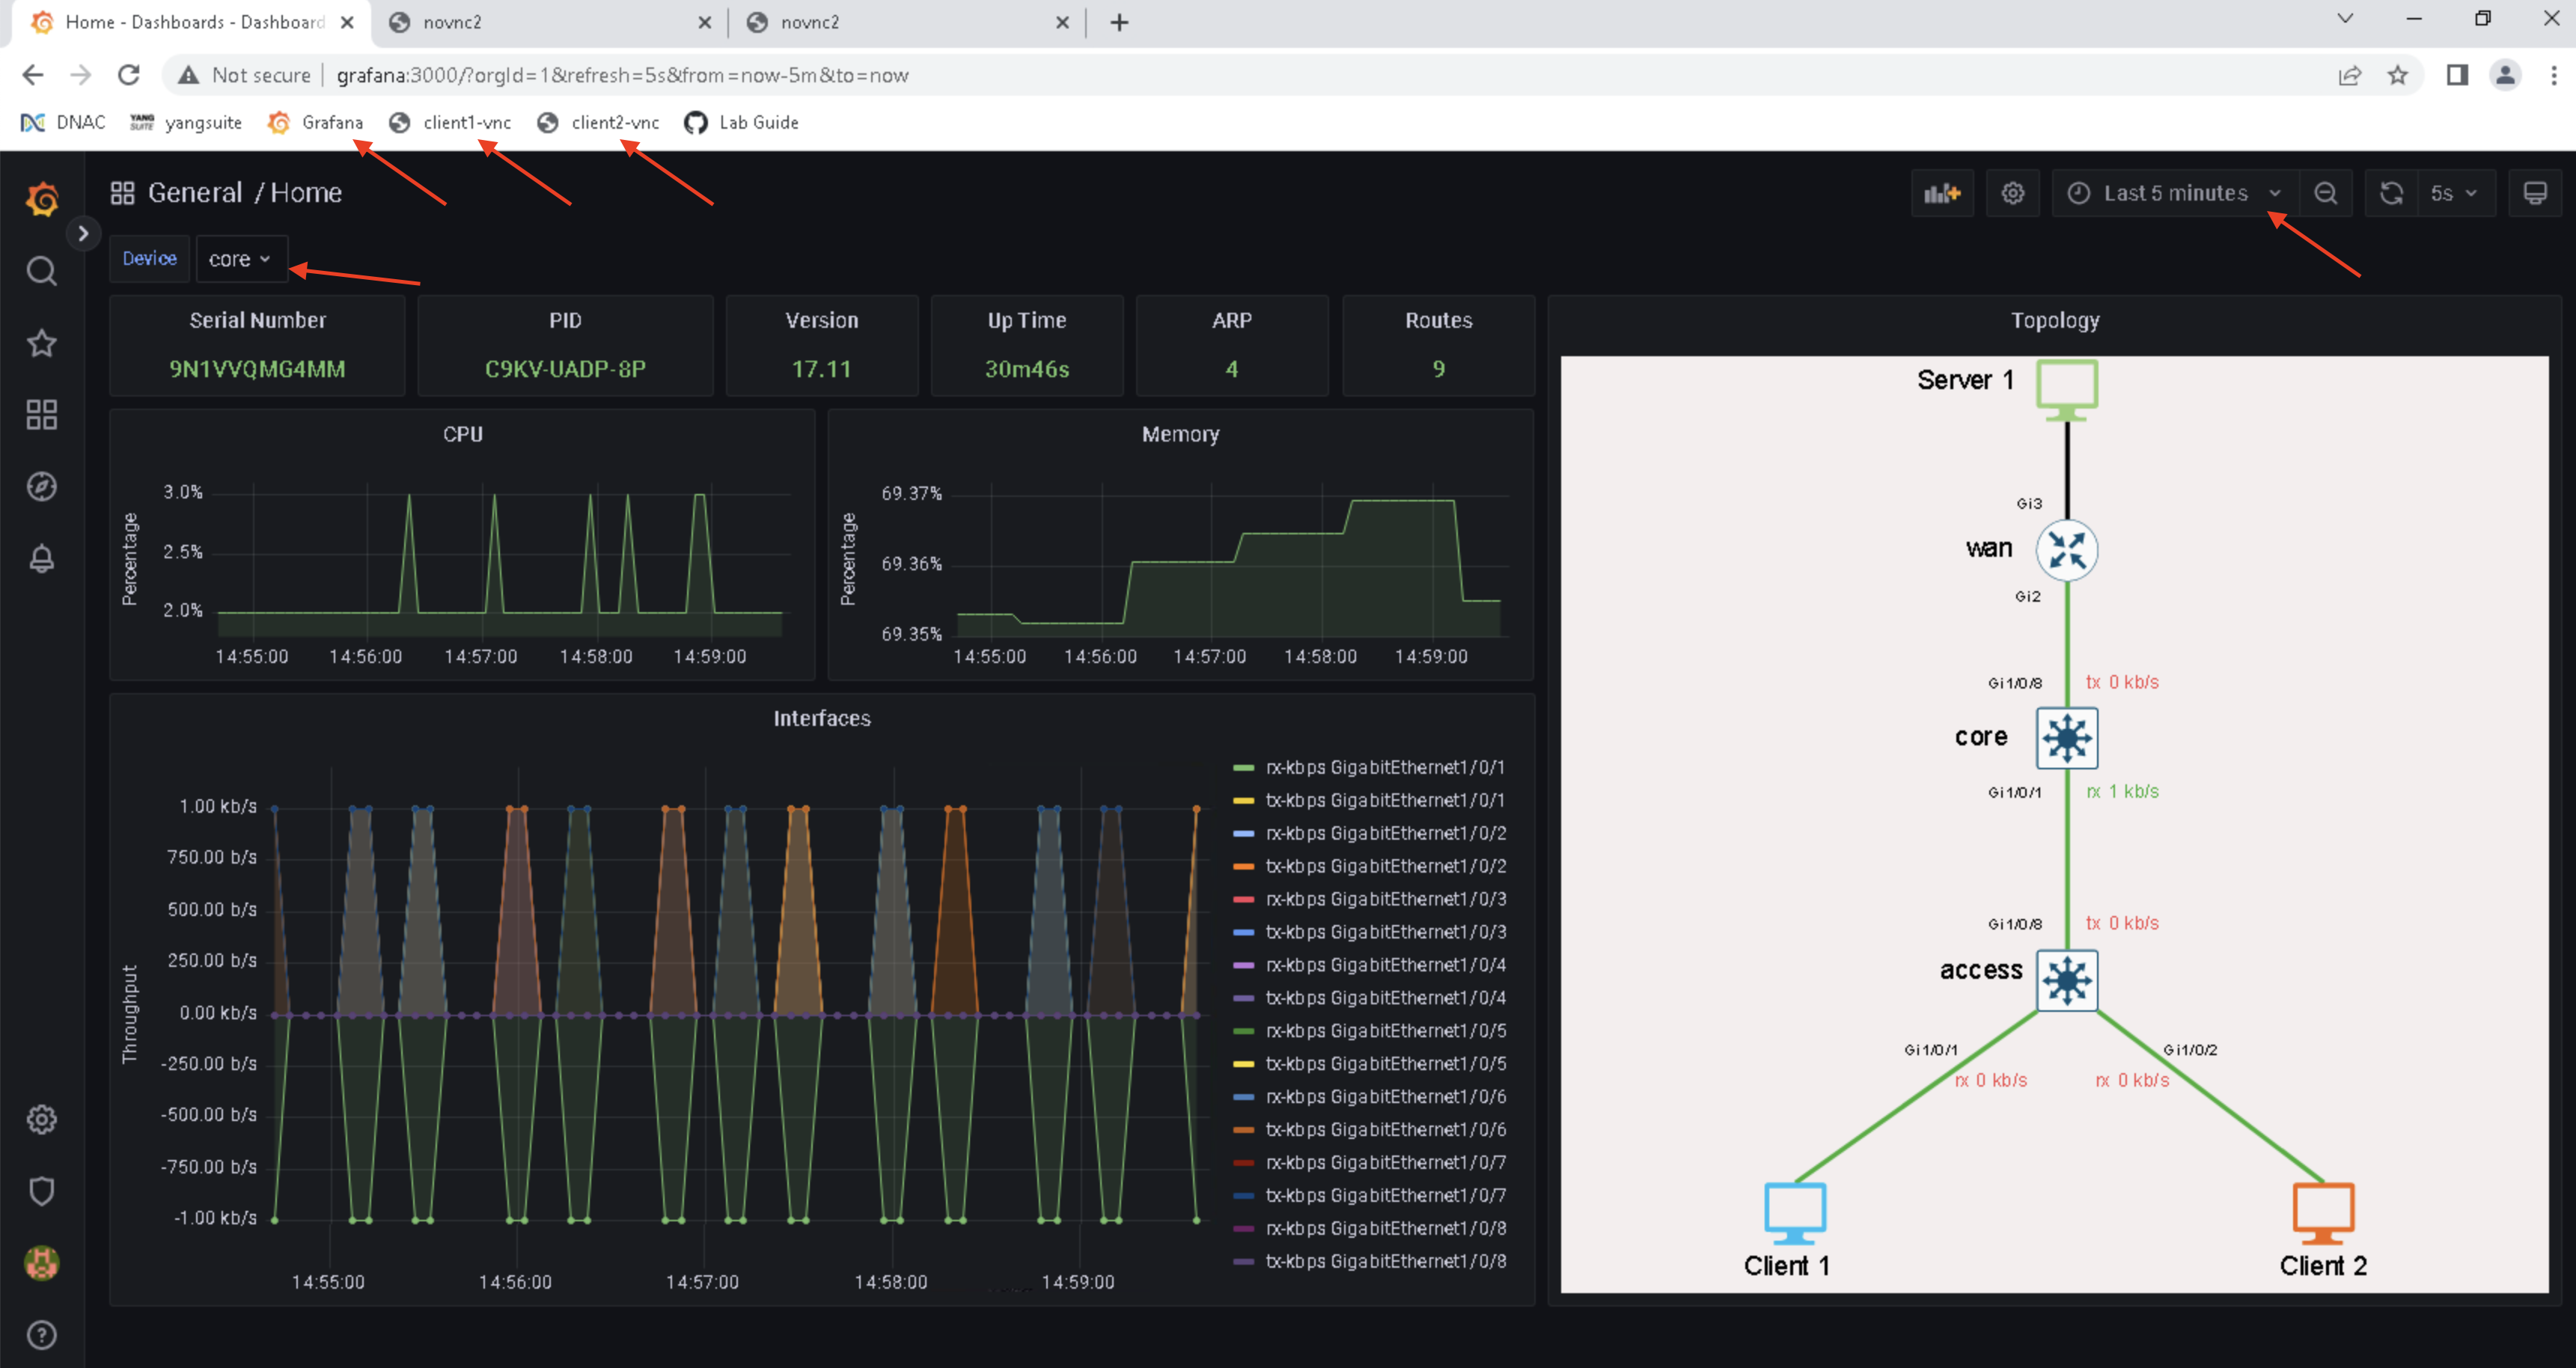 Home - Dashboards - Dashboard
novnc2
novnc2
Not secure
grafana:3000/?orgId=1&refresh=5s&from=now-5m&to=now
DNAC
YANG SUITE
yangsuite
Grafana
client1-vnc
client2-vnc
Lab Guide
General / Home
Last 5 minutes
5s
Device
core
Serial Number
9N1VVQMG4MM
PID
C9KV-UADP-8P
Version
17.11
Up Time
30m46s
ARP
4
Routes
9
CPU
Percentage
3.0%
2.5%
2.0%
14:55:00
14:56:00
14:57:00
14:58:00
14:59:00
Memory
Percentage
69.37%
69.36%
69.35%
14:55:00
14:56:00
14:57:00
14:58:00
14:59:00
Interfaces
Throughput
1.00 kb/s
750.00 b/s
500.00 b/s
250.00 b/s
0.00 kb/s
-250.00 b/s
-500.00 b/s
-750.00 b/s
-1.00 kb/s
14:55:00
14:56:00
14:57:00
14:58:00
14:59:00
rx-kbps GigabitEthernet1/0/1
tx-kbps GigabitEthernet1/0/1
rx-kbps GigabitEthernet1/0/2
tx-kbps GigabitEthernet1/0/2
rx-kbps GigabitEthernet1/0/3
tx-kbps GigabitEthernet1/0/3
rx-kbps GigabitEthernet1/0/4
tx-kbps GigabitEthernet1/0/4
rx-kbps GigabitEthernet1/0/5
tx-kbps GigabitEthernet1/0/5
rx-kbps GigabitEthernet1/0/6
tx-kbps GigabitEthernet1/0/6
rx-kbps GigabitEthernet1/0/7
tx-kbps GigabitEthernet1/0/7
rx-kbps GigabitEthernet1/0/8
tx-kbps GigabitEthernet1/0/8
Topology
Server 1
Gi3
wan
Gi2
Gi1/0/8
tx 0 kb/s
core
Gi1/0/1
rx 1 kb/s
Gi1/0/8
tx 0 kb/s
access
Gi1/0/1
Gi1/0/2
rx 0 kb/s
rx 0 kb/s
Client 1
Client 2